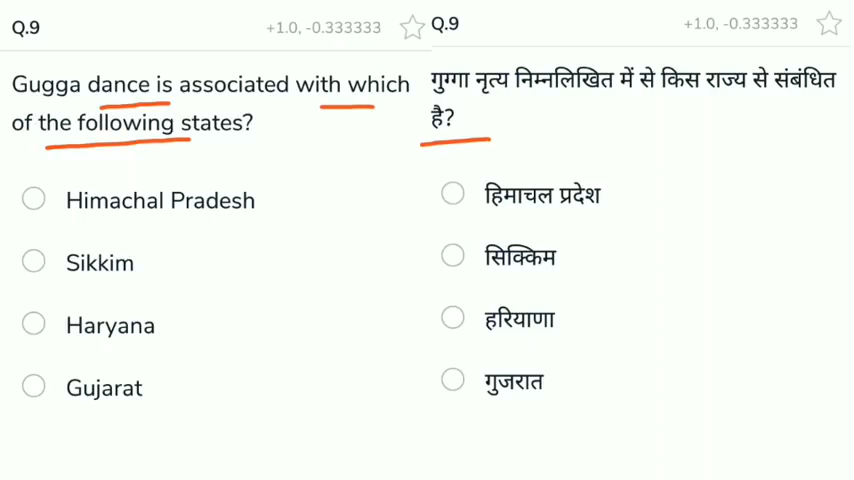 Q.9
+1.0, -0.333333
Gugga dance is associated with which
of the following states?
Himachal Pradesh
Sikkim
Haryana
Gujarat
Q.9
+1.0, -0.333333
गुग्गा नृत्य निम्नलिखित में से किस राज्य से संबंधित
है?
हिमाचल प्रदेश
सिक्किम
हरियाणा
गुजरात